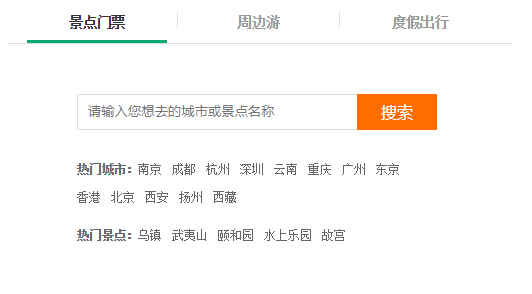 景点门票 周边游 度假出行
请输入您想去的城市或景点名称 搜索
热门城市：南京 成都 杭州 深圳 云南 重庆 广州 东京
香港 北京 西安 扬州 西藏
热门景点：乌镇 武夷山 颐和园 水上乐园 故宫